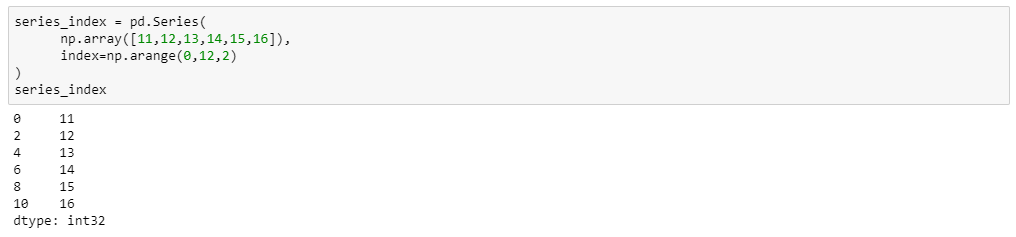 series_index = pd.Series(
      np.array([11,12,13,14,15,16]),
      index=np.arange(0,12,2)
)
series_index
0     11
2     12
4     13
6     14
8     15
10    16
dtype: int32